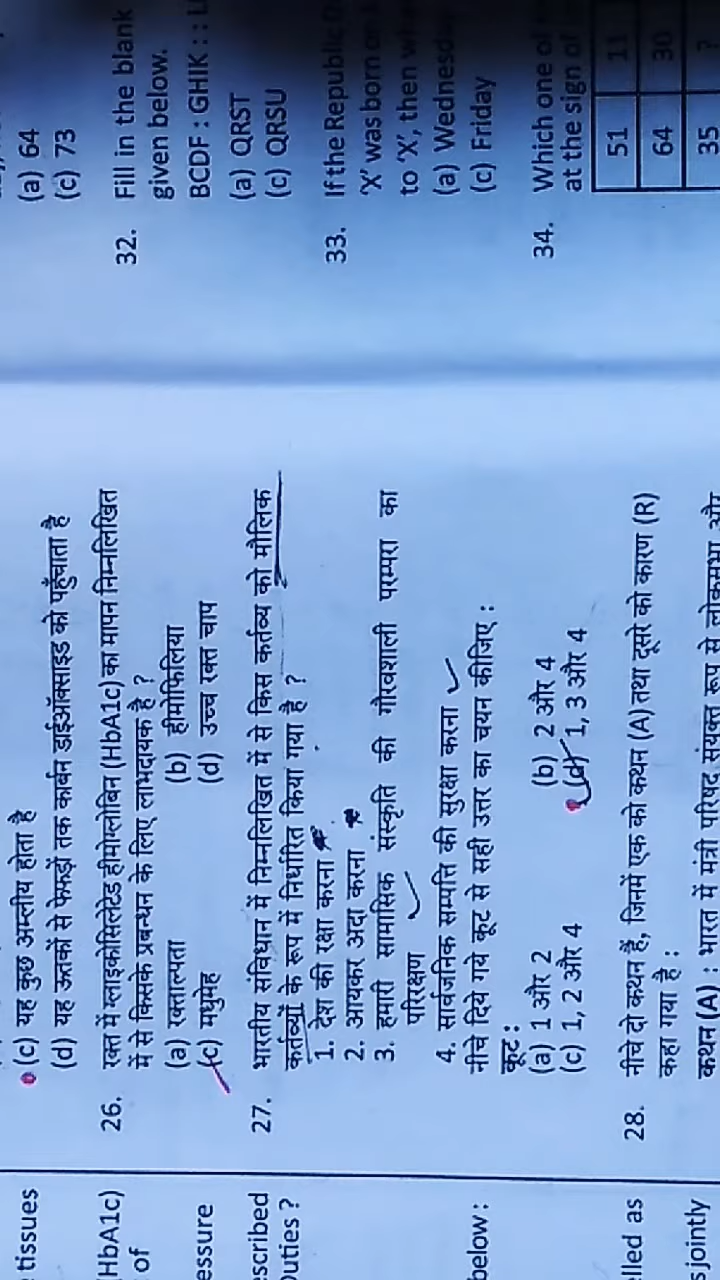 tissues
(HbA1c)
of
essure
escribed
Duties ?
below :
lled as
jointly
(c) यह कुछ अम्लीय होता है
(d) यह ऊतकों से फेफड़ों तक कार्बन डाईऑक्साइड को पहुँचाता है
26. रक्त में ग्लाइकोसिलेटेड हीमोग्लोबिन (HbA1c) का मापन निम्नलिखित
में से किसके प्रबन्धन के लिए लाभदायक है ?
(a) रक्ताल्पता (b) हीमोफिलिया
(c) मधुमेह (d) उच्च रक्त चाप
27. भारतीय संविधान में निम्नलिखित में से किस कर्तव्य को मौलिक
कर्तव्यों के रूप में निर्धारित किया गया है ?
1. देश की रक्षा करना
2. आयकर अदा करना
3. हमारी सामासिक संस्कृति की गौरवशाली परम्परा का
परिरक्षण
4. सार्वजनिक सम्पत्ति की सुरक्षा करना
नीचे दिये गये कूट से सही उत्तर का चयन कीजिए :
कूट :
(a) 1 और 2 (b) 2 और 4
(c) 1, 2 और 4 (d) 1, 3 और 4
28. नीचे दो कथन हैं, जिनमें एक को कथन (A) तथा दूसरे को कारण (R)
कहा गया है :
कथन (A) : भारत में मंत्री परिषद् संयुक्त रूप से लोकसभा और
(a) 64
(c) 73
32. Fill in the blank
given below.
BCDF : GHIK : :
(a) QRST
(c) QRSU
33. If the Republic
'X' was born
to 'X', then
(a) Wednesd
(c) Friday
34. Which one of
at the sign of
51 11
64 30
35 ?